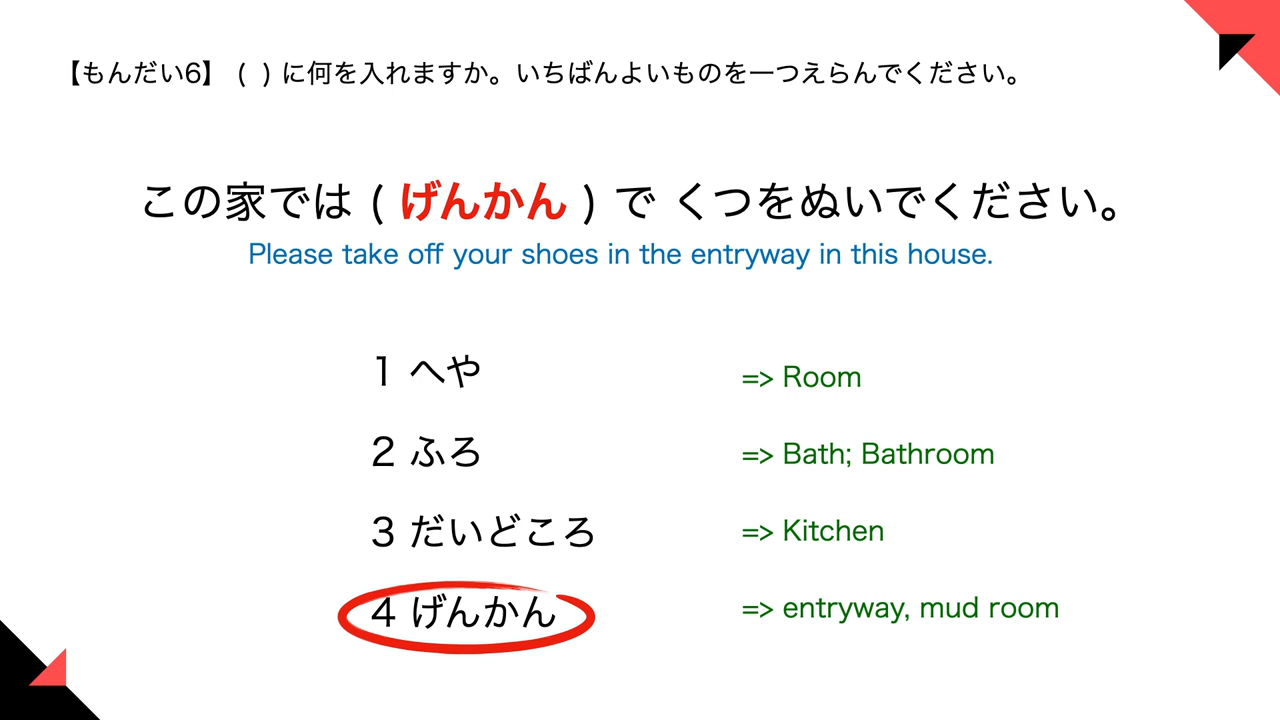 【もんだい6】 ( ) に何を入れますか。いちばんよいものを一つえらんでください。
この家では ( げんかん ) で くつをぬいでください。
Please take off your shoes in the entryway in this house.
1 へや => Room
2 ふろ => Bath; Bathroom
3 だいどころ => Kitchen
4 げんかん => entryway, mud room